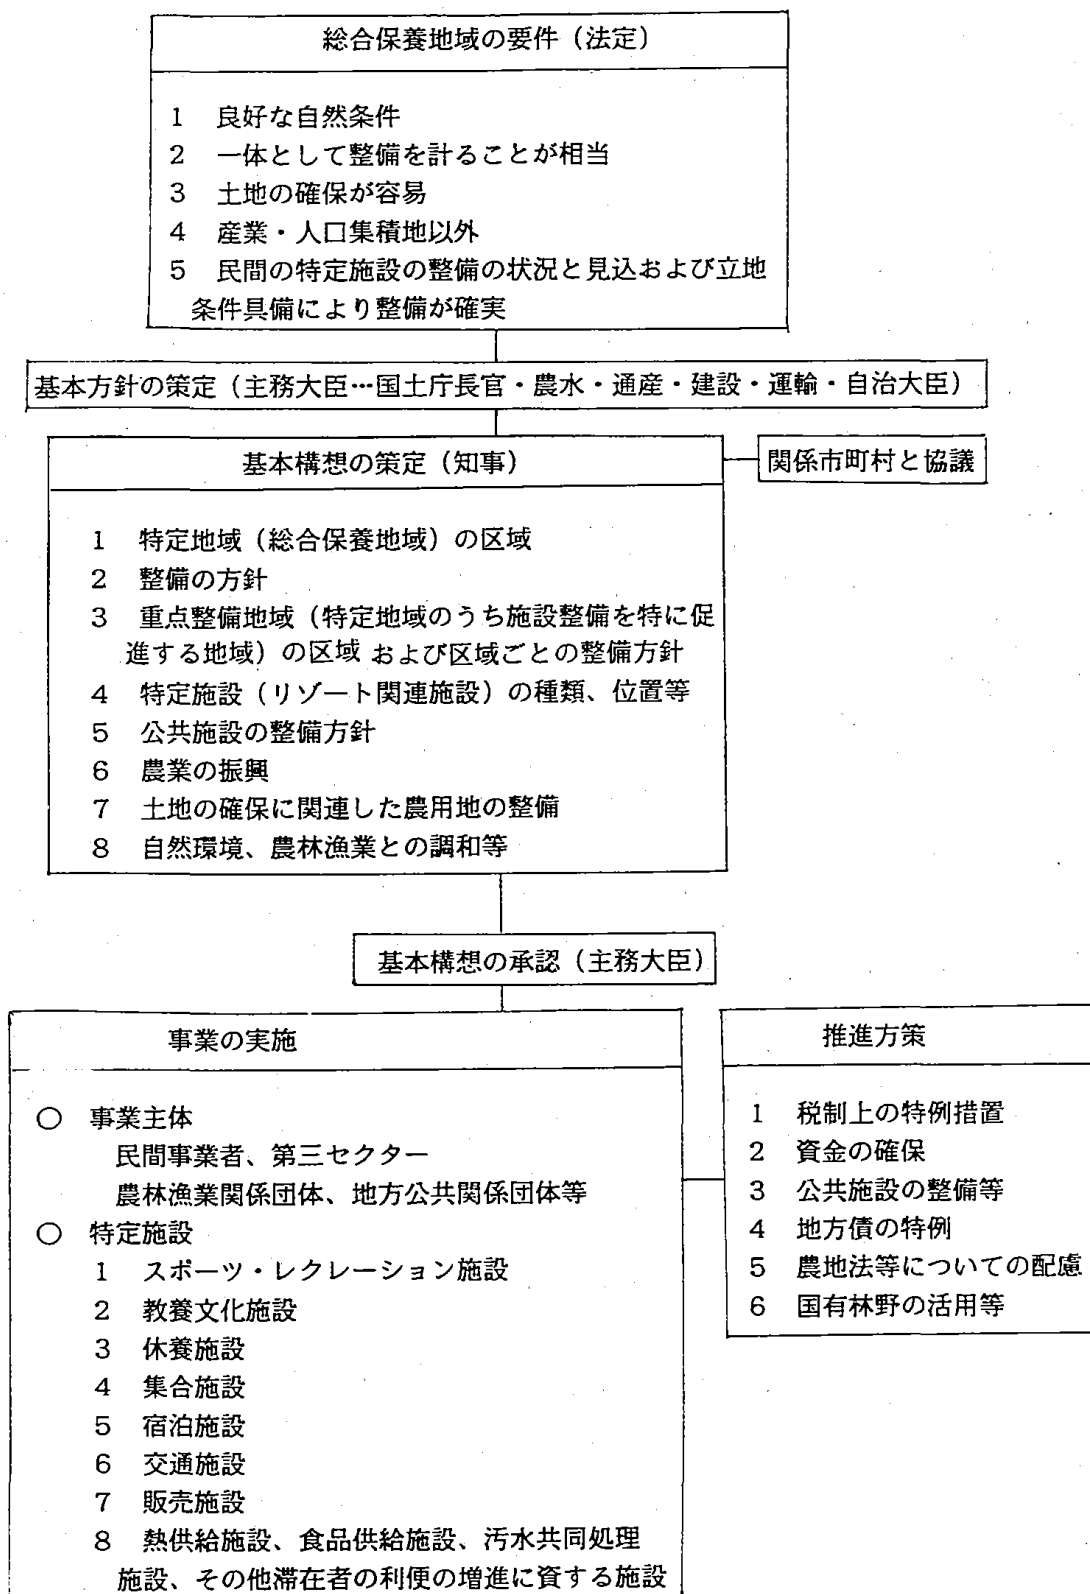 総合保養地域の要件（法定）
1 良好な自然条件
2 一体として整備を計ることが相当
3 土地の確保が容易
4 産業・人口集積地以外
5 民間の特定施設の整備の状況と見込および立地
条件具備により整備が確実
基本方針の策定（主務大臣…国土庁長官・農水・通産・建設・運輸・自治大臣）
基本構想の策定（知事）
関係市町村と協議
1 特定地域（総合保養地域）の区域
2 整備の方針
3 重点整備地域（特定地域のうち施設整備を特に促
進する地域）の区域および区域ごとの整備方針
4 特定施設（リゾート関連施設）の種類、位置等
5 公共施設の整備方針
6 農業の振興
7 土地の確保に関連した農用地の整備
8 自然環境、農林漁業との調和等
基本構想の承認（主務大臣）
事業の実施
○ 事業主体
民間事業者、第三セクター
農林漁業関係団体、地方公共関係団体等
○ 特定施設
1 スポーツ・レクレーション施設
2 教養文化施設
3 休養施設
4 集合施設
5 宿泊施設
6 交通施設
7 販売施設
8 熱供給施設、食品供給施設、汚水共同処理
施設、その他滞在者の利便の増進に資する施設
推進方策
1 税制上の特例措置
2 資金の確保
3 公共施設の整備等
4 地方債の特例
5 農地法等についての配慮
6 国有林野の活用等